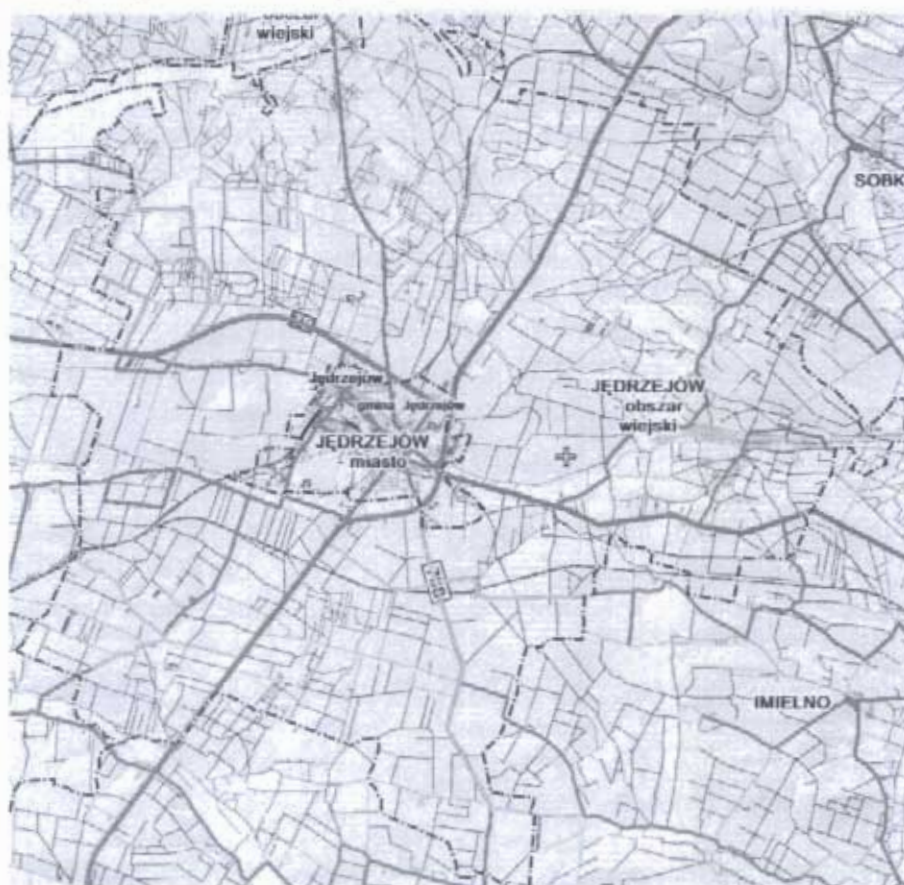 wiejski
SOBK
Jędrzejów
gmina Jędrzejów
JĘDRZEJÓW
- miasto
JĘDRZEJÓW
- obszar
wiejski
IMIELNO